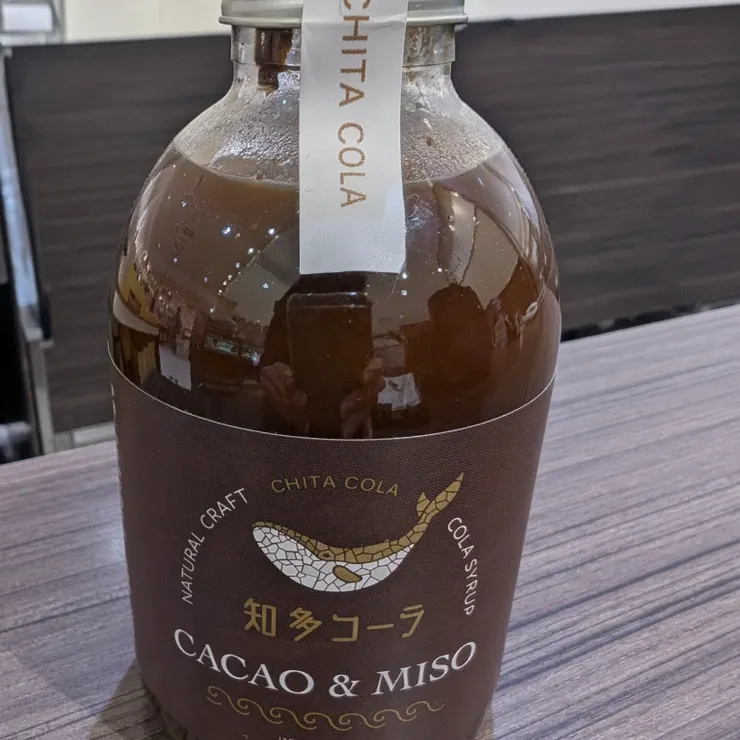 CHITA COLA
CHITA COLA
NATURAL CRAFT
COLA SYRUP
知多コーラ
CACAO & MISO